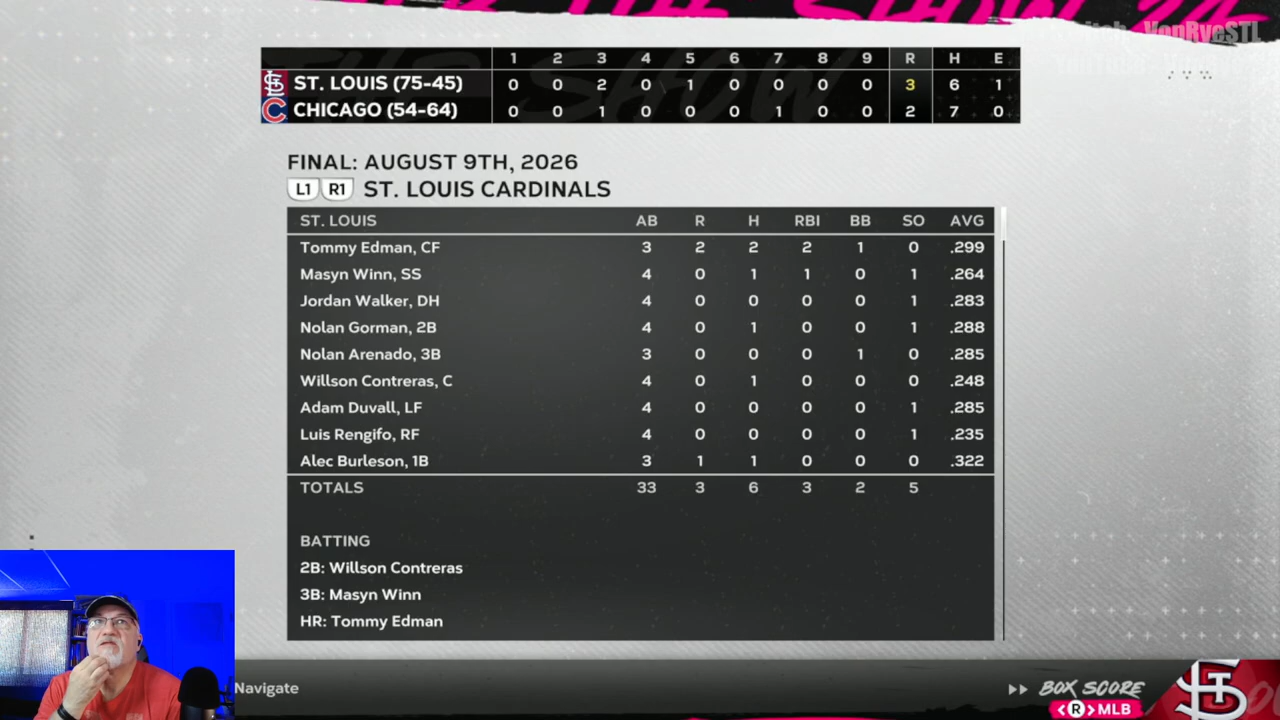 THE SHOW 24
Twitch VonRyeSTL
1 2 3 4 5 6 7 8 9 R H E
ST. LOUIS (75-45) 0 0 2 0 1 0 0 0 0 3 6 1
CHICAGO (54-64) 0 0 1 0 0 0 1 0 0 2 7 0
FINAL: AUGUST 9TH, 2026
L1 R1 ST. LOUIS CARDINALS
ST. LOUIS AB R H RBI BB SO AVG
Tommy Edman, CF 3 2 2 2 1 0 .299
Masyn Winn, SS 4 0 1 1 0 1 .264
Jordan Walker, DH 4 0 0 0 0 1 .283
Nolan Gorman, 2B 4 0 1 0 0 1 .288
Nolan Arenado, 3B 3 0 0 0 1 0 .285
Willson Contreras, C 4 0 1 0 0 0 .248
Adam Duvall, LF 4 0 0 0 0 1 .285
Luis Rengifo, RF 4 0 0 0 0 1 .235
Alec Burleson, 1B 3 1 1 0 0 0 .322
TOTALS 33 3 6 3 2 5
BATTING
2B: Willson Contreras
3B: Masyn Winn
HR: Tommy Edman
Navigate
BOX SCORE
R MLB